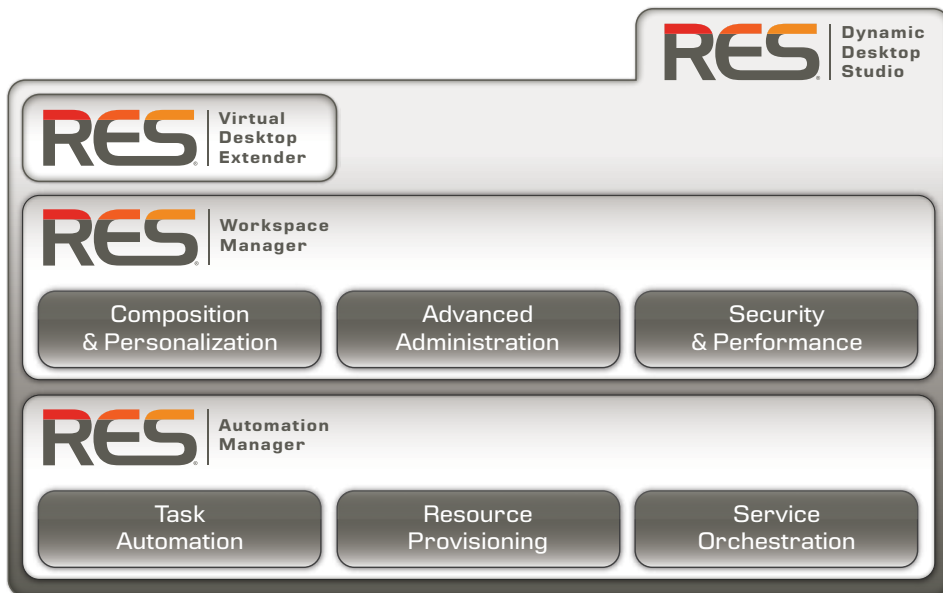 RES Dynamic
Desktop
Studio
RES Virtual
Desktop
Extender
RES Workspace
Manager
Composition
& Personalization
Advanced
Administration
Security
& Performance
RES Automation
Manager
Task
Automation
Resource
Provisioning
Service
Orchestration